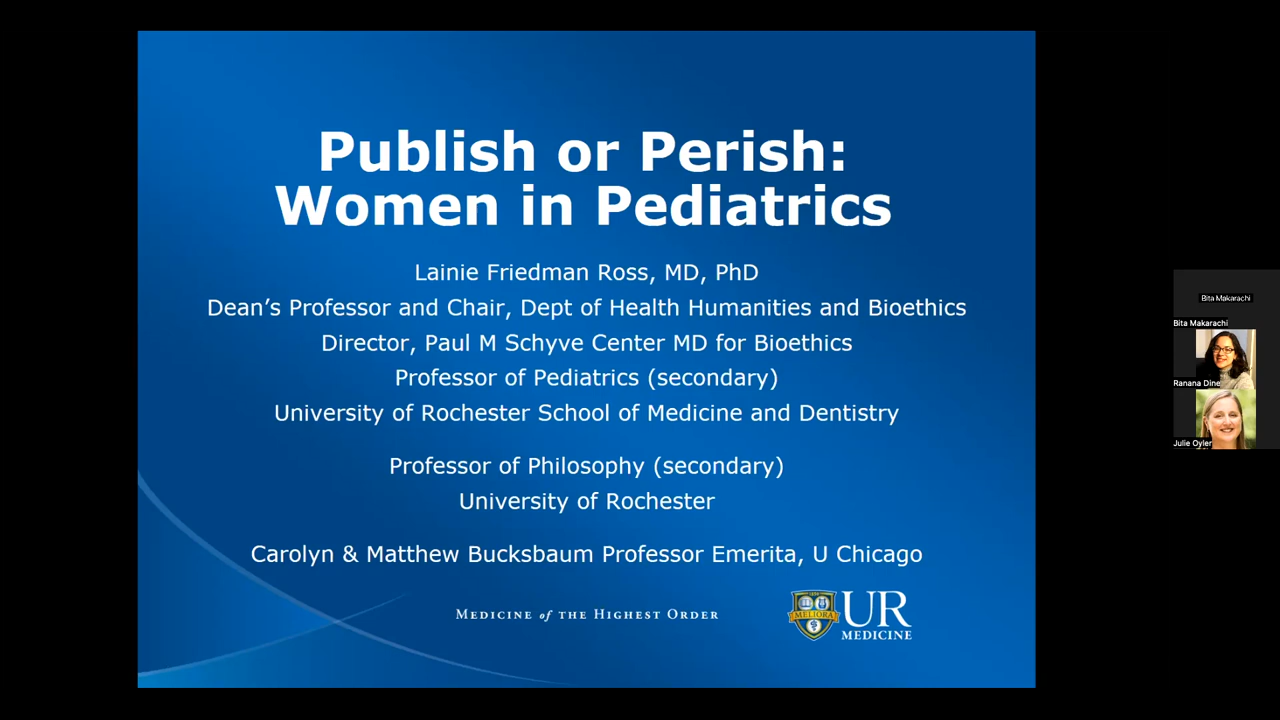 Publish or Perish:
Women in Pediatrics
Lainie Friedman Ross, MD, PhD
Dean’s Professor and Chair, Dept of Health Humanities and Bioethics
Director, Paul M Schyve Center MD for Bioethics
Professor of Pediatrics (secondary)
University of Rochester School of Medicine and Dentistry
Professor of Philosophy (secondary)
University of Rochester
Carolyn & Matthew Bucksbaum Professor Emerita, U Chicago
MEDICINE of THE HIGHEST ORDER
MELIORA
UR
MEDICINE
Bita Makarachi
Bita Makarachi
Ranana Dine
Julie Oyler